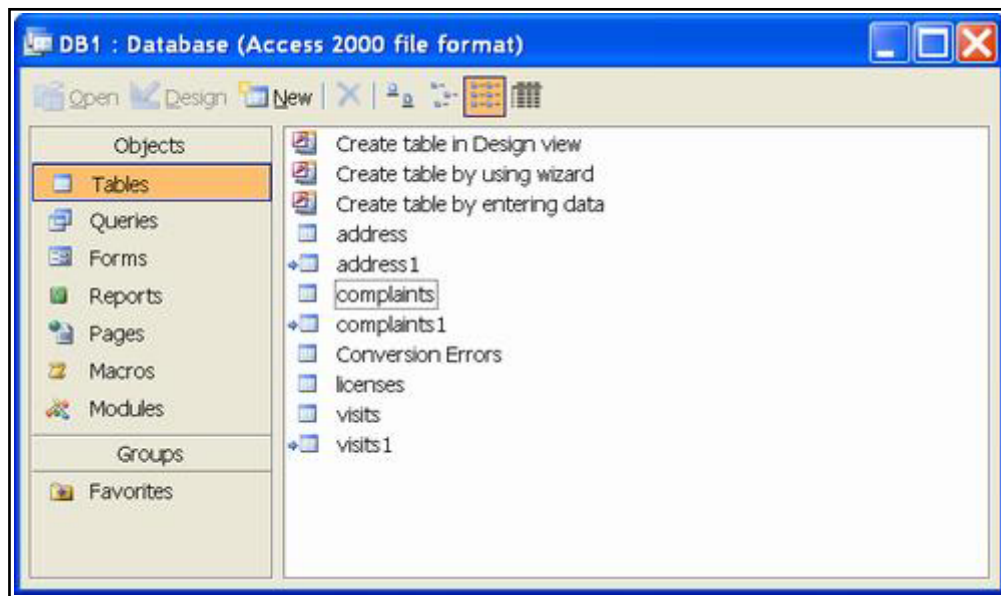 DB1 : Database (Access 2000 file format)
Open Design New
Objects
Tables
Queries
Forms
Reports
Pages
Macros
Modules
Groups
Favorites
Create table in Design view
Create table by using wizard
Create table by entering data
address
address1
complaints
complaints1
Conversion Errors
licenses
visits
visits1